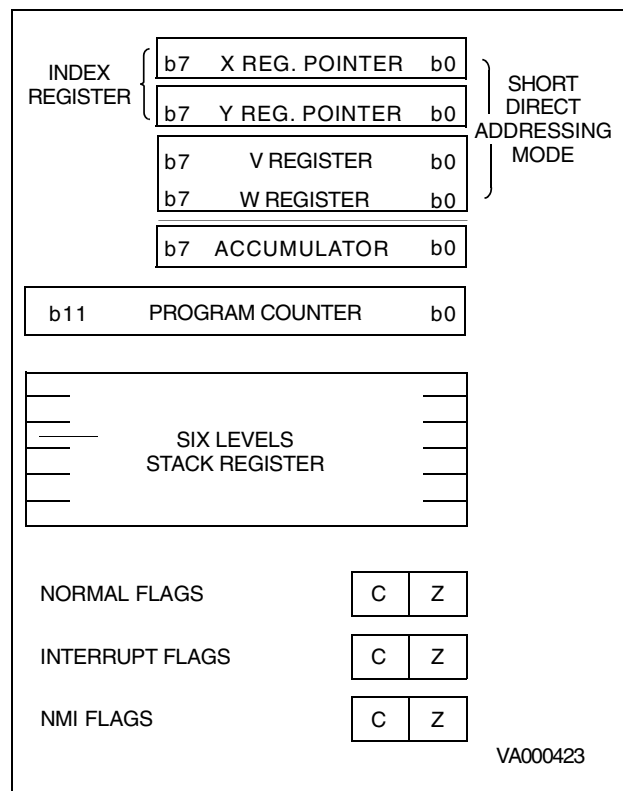 INDEX
REGISTER
b7 X REG. POINTER b0
b7 Y REG. POINTER b0
b7 V REGISTER b0
b7 W REGISTER b0
SHORT
DIRECT
ADDRESSING
MODE
b7 ACCUMULATOR b0
b11 PROGRAM COUNTER b0
SIX LEVELS
STACK REGISTER
NORMAL FLAGS C Z
INTERRUPT FLAGS C Z
NMI FLAGS C Z
VA000423